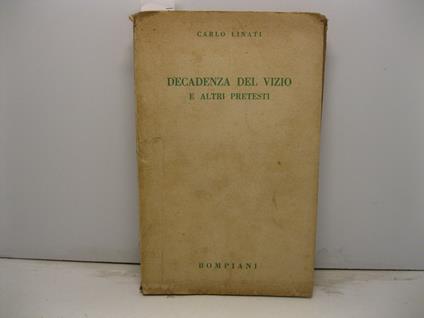 CARLO LINATI
DECADENZA DEL VIZIO
E ALTRI PRETESTI
BOMPIANI